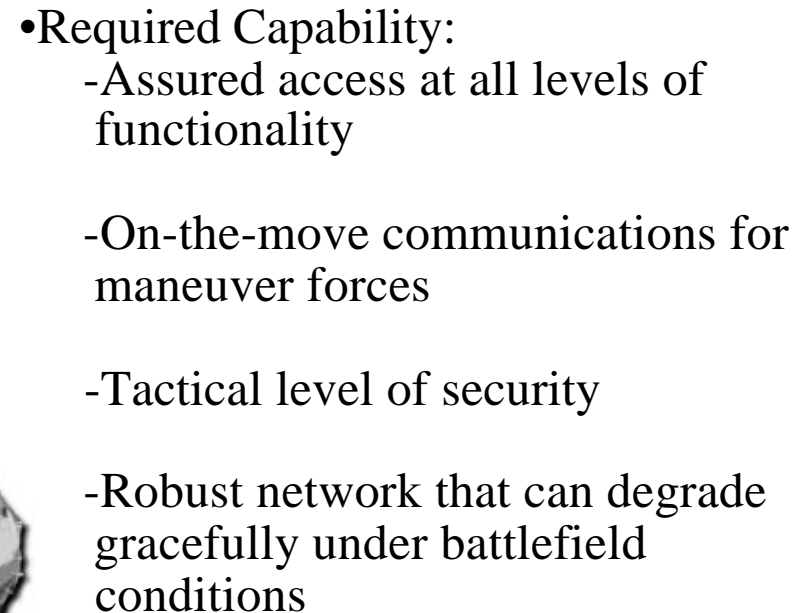 •Required Capability:
-Assured access at all levels of
functionality
-On-the-move communications for
maneuver forces
-Tactical level of security
-Robust network that can degrade
gracefully under battlefield
conditions